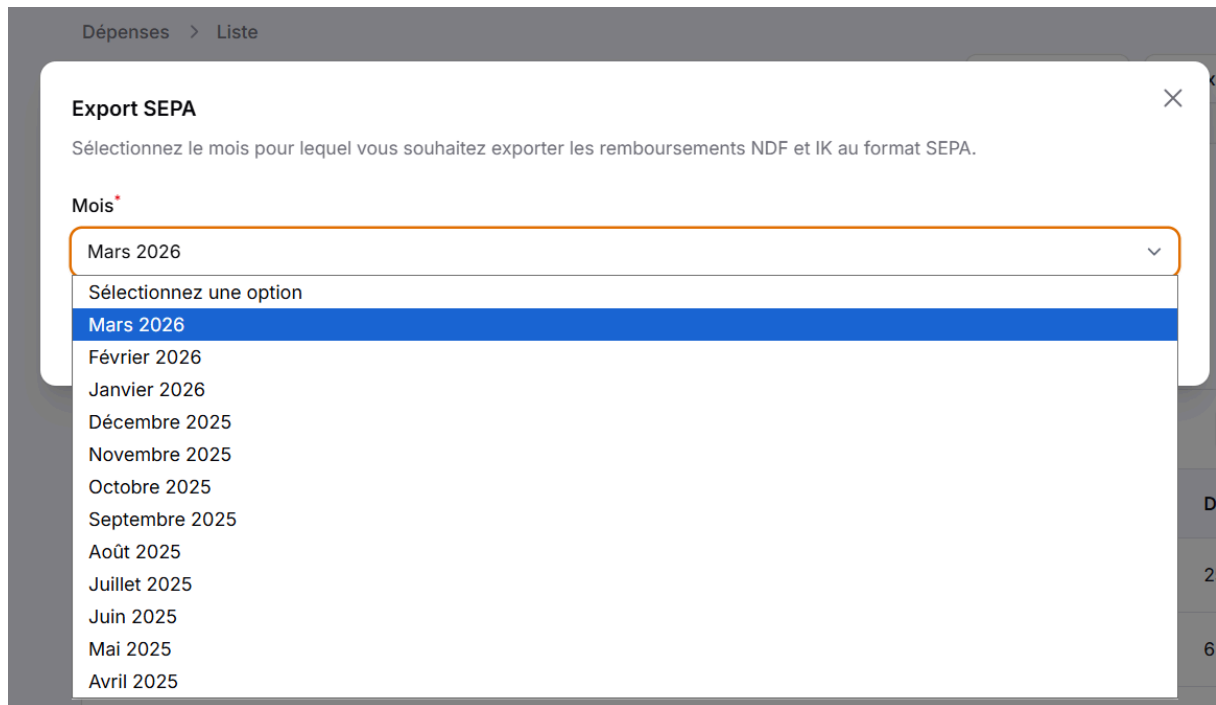 Dépenses > Liste
Export SEPA
Sélectionnez le mois pour lequel vous souhaitez exporter les remboursements NDF et IK au format SEPA.
Mois*
Mars 2026
Sélectionnez une option
Mars 2026
Février 2026
Janvier 2026
Décembre 2025
Novembre 2025
Octobre 2025
Septembre 2025
Août 2025
Juillet 2025
Juin 2025
Mai 2025
Avril 2025
D
2
6